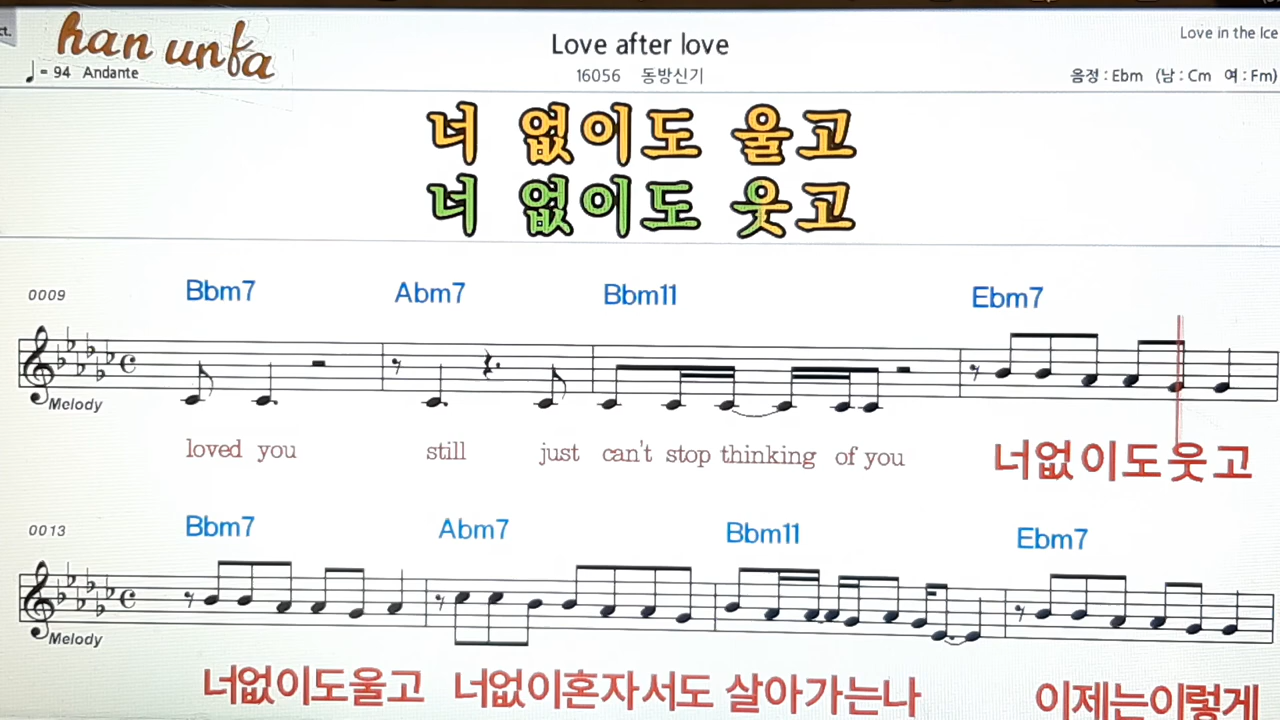 ct.
han unfa
Love after love
Love in the Ice
♩ = 94 Andante
16056 동방신기
음정 : Ebm (남 : Cm 여 : Fm)
너 없이도 울고
너 없이도 웃고
0009 Bbm7 Abm7 Bbm11 Ebm7
Melody
loved you still just can't stop thinking of you 너없이도웃고
0013 Bbm7 Abm7 Bbm11 Ebm7
Melody
너없이도울고 너없이혼자서도 살아가는나 이제는이렇게